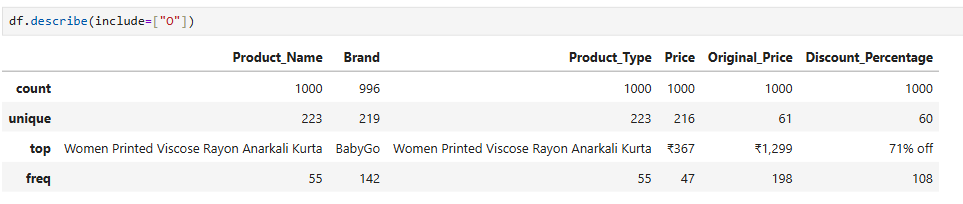 df.describe(include=["O"])
Product_Name Brand Product_Type Price Original_Price Discount_Percentage
count 1000 996 1000 1000 1000 1000
unique 223 219 223 216 61 60
top Women Printed Viscose Rayon Anarkali Kurta BabyGo Women Printed Viscose Rayon Anarkali Kurta ₹367 ₹1,299 71% off
freq 55 142 55 47 198 108